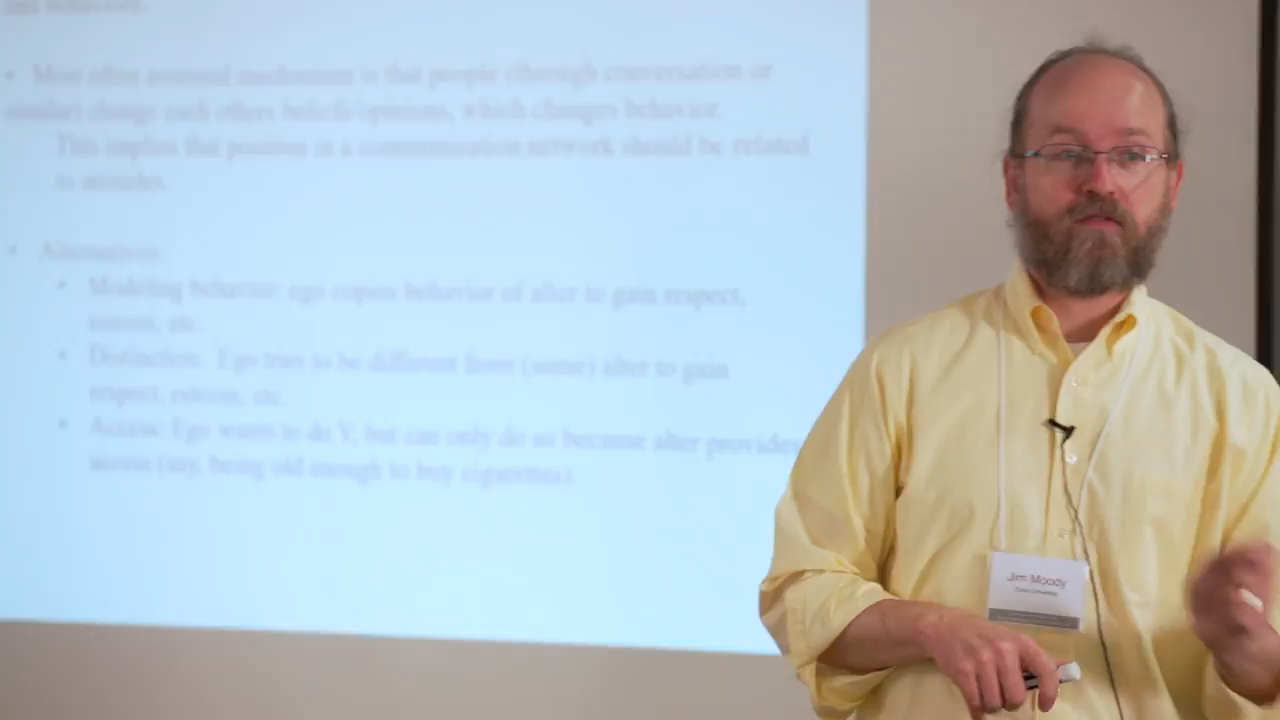 and behaviors.
• Most often assumed mechanism is that people (through conversation or
similar) change each others beliefs/opinions, which changes behavior.
This implies that position in a communication network should be related
to attitudes.
• Alternatives:
• Modeling behavior: ego copies behavior of alter to gain respect,
esteem, etc.
• Distinction: Ego tries to be different from (some) alter to gain
respect, esteem, etc.
• Access: Ego wants to do Y, but can only do so because alter provides
access (say, being old enough to buy cigarettes)
Jim Moody
University